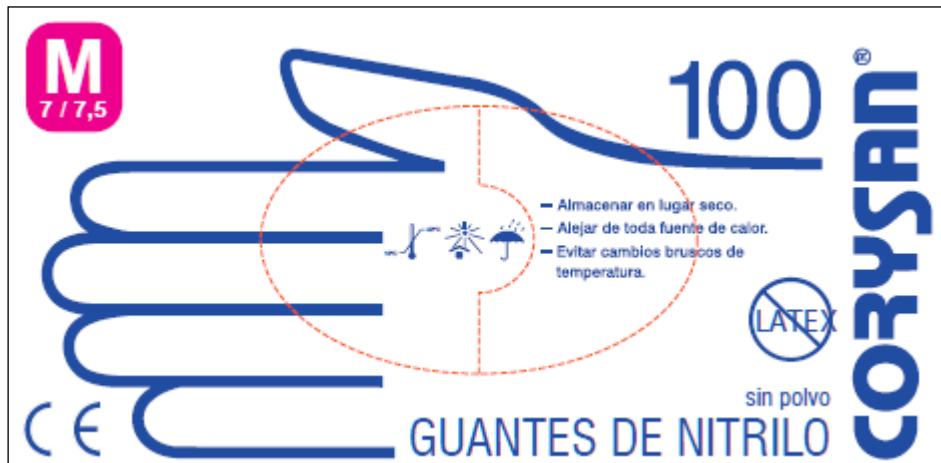 M
7 / 7,5
100
CORYSAN®
– Almacenar en lugar seco.
– Alejar de toda fuente de calor.
– Evitar cambios bruscos de
temperatura.
LATEX
sin polvo
GUANTES DE NITRILO
CE